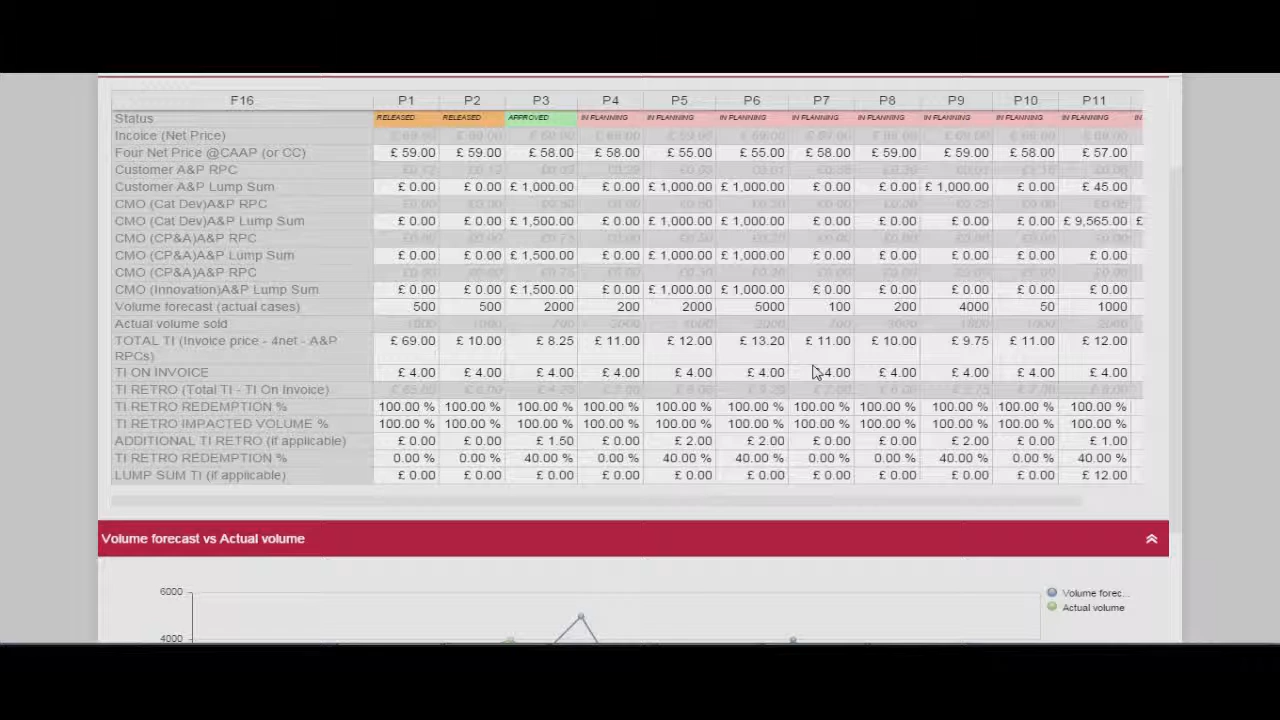 F16 P1 P2 P3 P4 P5 P6 P7 P8 P9 P10 P11
Status RELEASED RELEASED APPROVED IN PLANNING IN PLANNING IN PLANNING IN PLANNING IN PLANNING IN PLANNING IN PLANNING IN PLANNING IN
Incoice (Net Price)
Four Net Price @CAAP (or CC) £ 59.00 £ 59.00 £ 58.00 £ 58.00 £ 55.00 £ 55.00 £ 58.00 £ 59.00 £ 59.00 £ 58.00 £ 57.00
Customer A&P RPC
Customer A&P Lump Sum £ 0.00 £ 0.00 £ 1,000.00 £ 0.00 £ 1,000.00 £ 1,000.00 £ 0.00 £ 0.00 £ 1,000.00 £ 0.00 £ 45.00
CMO (Cat Dev)A&P RPC
CMO (Cat Dev)A&P Lump Sum £ 0.00 £ 0.00 £ 1,500.00 £ 0.00 £ 1,000.00 £ 1,000.00 £ 0.00 £ 0.00 £ 0.00 £ 0.00 £ 9,565.00 £
CMO (CP&A)A&P RPC
CMO (CP&A)A&P Lump Sum £ 0.00 £ 0.00 £ 1,500.00 £ 0.00 £ 1,000.00 £ 1,000.00 £ 0.00 £ 0.00 £ 0.00 £ 0.00 £ 0.00
CMO (CP&A)A&P RPC
CMO (Innovation)A&P Lump Sum £ 0.00 £ 0.00 £ 1,500.00 £ 0.00 £ 1,000.00 £ 1,000.00 £ 0.00 £ 0.00 £ 0.00 £ 0.00 £ 0.00
Volume forecast (actual cases) 500 500 2000 200 2000 5000 100 200 4000 50 1000
Actual volume sold
TOTAL TI (Invoice price - 4net - A&P £ 69.00 £ 10.00 £ 8.25 £ 11.00 £ 12.00 £ 13.20 £ 11.00 £ 10.00 £ 9.75 £ 11.00 £ 12.00
RPCs)
TI ON INVOICE £ 4.00 £ 4.00 £ 4.00 £ 4.00 £ 4.00 £ 4.00 4.00 £ 4.00 £ 4.00 £ 4.00 £ 4.00
TI RETRO (Total TI - TI On Invoice)
TI RETRO REDEMPTION % 100.00 % 100.00 % 100.00 % 100.00 % 100.00 % 100.00 % 100.00 % 100.00 % 100.00 % 100.00 % 100.00 %
TI RETRO IMPACTED VOLUME % 100.00 % 100.00 % 100.00 % 100.00 % 100.00 % 100.00 % 100.00 % 100.00 % 100.00 % 100.00 % 100.00 %
ADDITIONAL TI RETRO (if applicable) £ 0.00 £ 0.00 £ 1.50 £ 0.00 £ 2.00 £ 2.00 £ 0.00 £ 0.00 £ 2.00 £ 0.00 £ 1.00
TI RETRO REDEMPTION % 0.00 % 0.00 % 40.00 % 0.00 % 40.00 % 40.00 % 0.00 % 0.00 % 40.00 % 0.00 % 40.00 %
LUMP SUM TI (if applicable) £ 0.00 £ 0.00 £ 0.00 £ 0.00 £ 0.00 £ 0.00 £ 0.00 £ 0.00 £ 0.00 £ 0.00 £ 12.00
Volume forecast vs Actual volume
6000
4000
Volume forec...
Actual volume